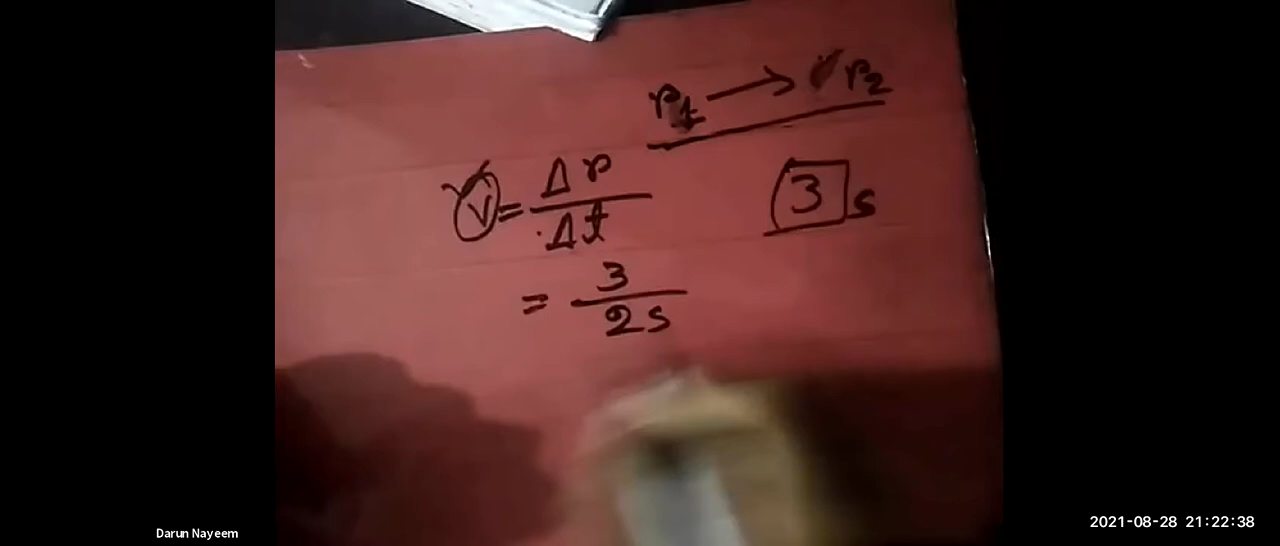 r₁ → r₂
v = Δr/Δt
3 s
= 3/2s
Darun Nayeem
2021-08-28 21:22:38